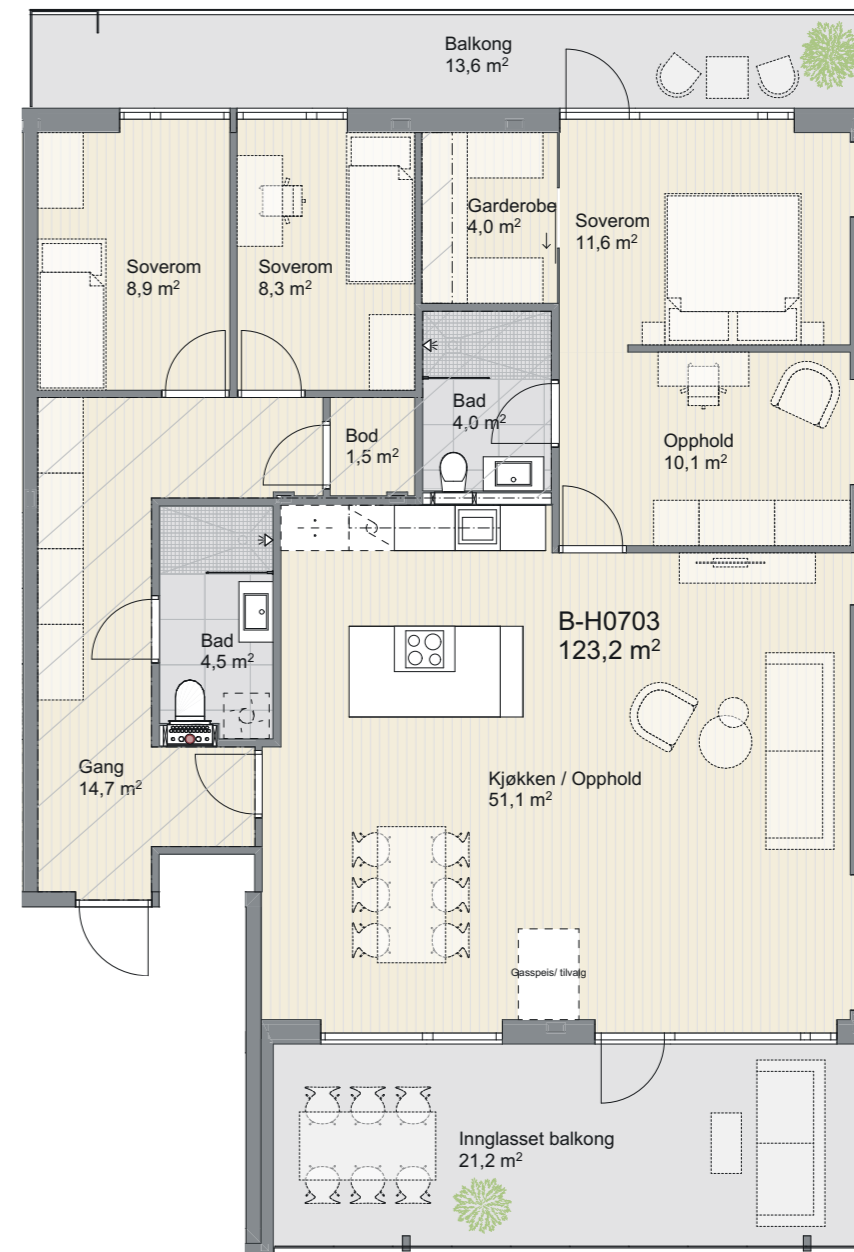 Balkong
13,6 m²
Garderobe
4,0 m²
Soverom
11,6 m²
Soverom
8,9 m²
Soverom
8,3 m²
Bad
4,0 m²
Bod
1,5 m²
Opphold
10,1 m²
B-H0703
123,2 m²
Bad
4,5 m²
Gang
14,7 m²
Kjøkken / Opphold
51,1 m²
Gasspeis/ tilvalg
Innglasset balkong
21,2 m²